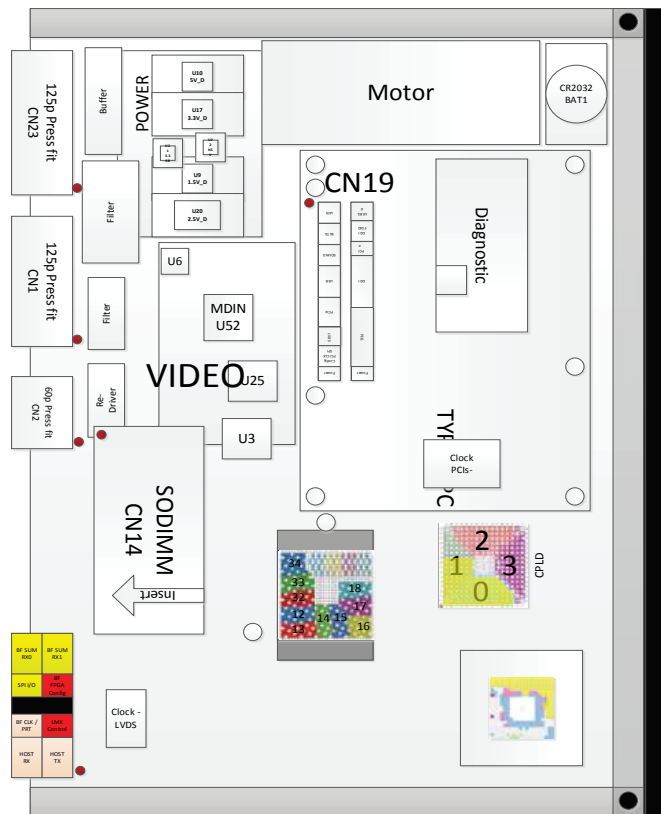 125p Press fit
CN23
Buffer
POWER
U10
5V_D
U17
3.3V_D
U9
1.5V_D
U20
2.5V_D
Motor
CR2032
BAT1
Filter
125p Press fit
CN1
Filter
60p Press fit
CN2
Re-
Driver
U6
MDIN
U52
VIDEO
U25
U3
CN19
Diagnostic
Clock
PCIs-
SODIMM
CN14
Insert
34
33
32
12
13
14
15
18
17
16
2
1
3
0
CPLD
BF SUM
RX0
BF SUM
RX1
SPI I/O
BF
FPGA
Config
BF CLK /
PRT
LMK
Control
HOST
RX
HOST
TX
Clock -
LVDS